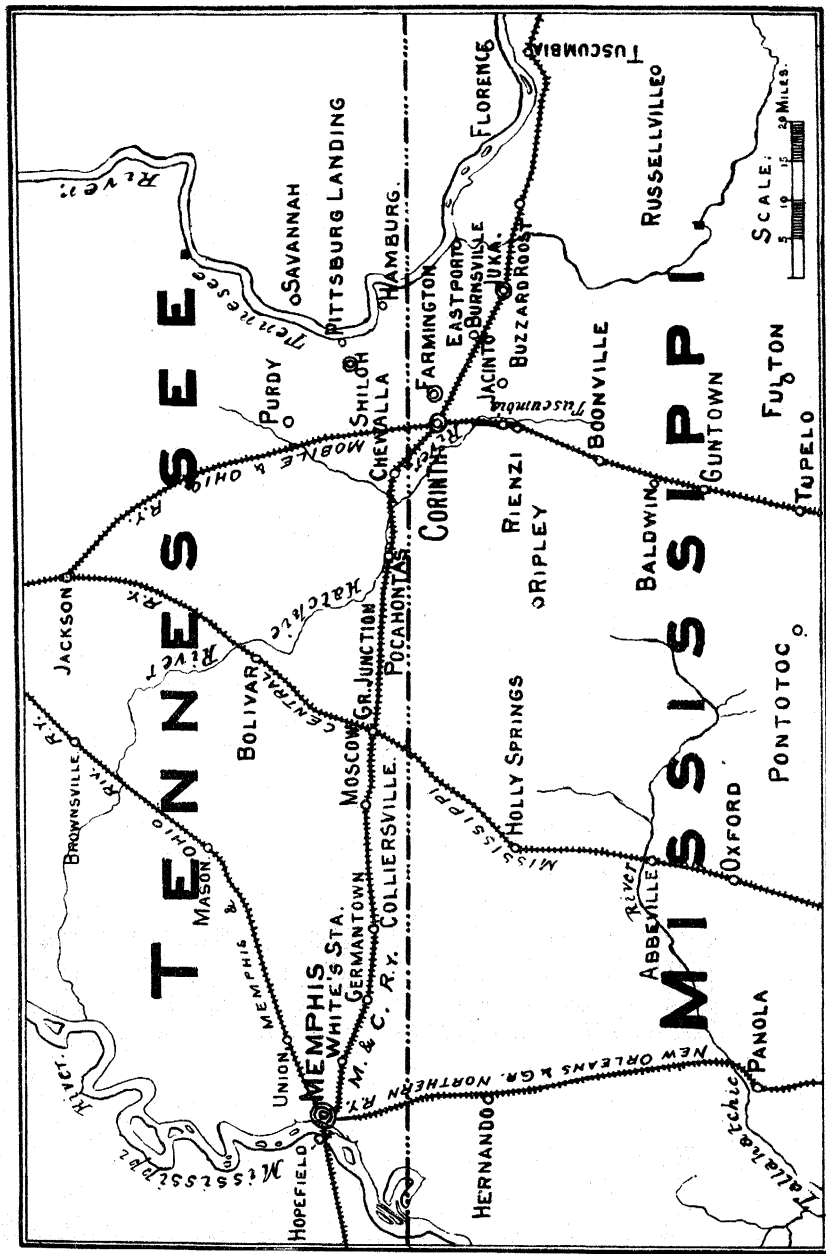 TENNESSEE.
MISSISSIPPI
River.
Tennesee
SAVANNAH
PITTSBURG LANDING
HAMBURG.
PURDY
SHILOH
CHEWALLA
MOBILE & OHIO
R.Y.
JACKSON
R.Y.
BOLIVAR
River
Hatchie
CENTRAL
GR. JUNCTION
POCAHONTAS
MOSCOW
COLLIERSVILLE.
GERMANTOWN
WHITE'S STA.
MEMPHIS
M. & C. R.Y.
BROWNSVILLE.
MASON.
MEMPHIS & OHIO RIV. R.Y.
UNION
HOPEFIELD
Mississippi
River.
FLORENCE
TUSCUMBIA
RUSSELLVILLE
FARMINGTON
EASTPORT
BURNSVILLE
IUKA.
BUZZARD ROOST
JACINTO
Tuscumbia
River
CORINTH
RIENZI
RIPLEY
BOONVILLE
BALDWIN
GUNTOWN
FULTON
TUPELO
PONTOTOC
HOLLY SPRINGS
MISSISSIPPI
OXFORD
ABBEVILLE
River
Tallahatchie
PANOLA
HERNANDO
NEW ORLEANS & GR. NORTHERN R.Y.
SCALE:
5 10 15 20 MILES.